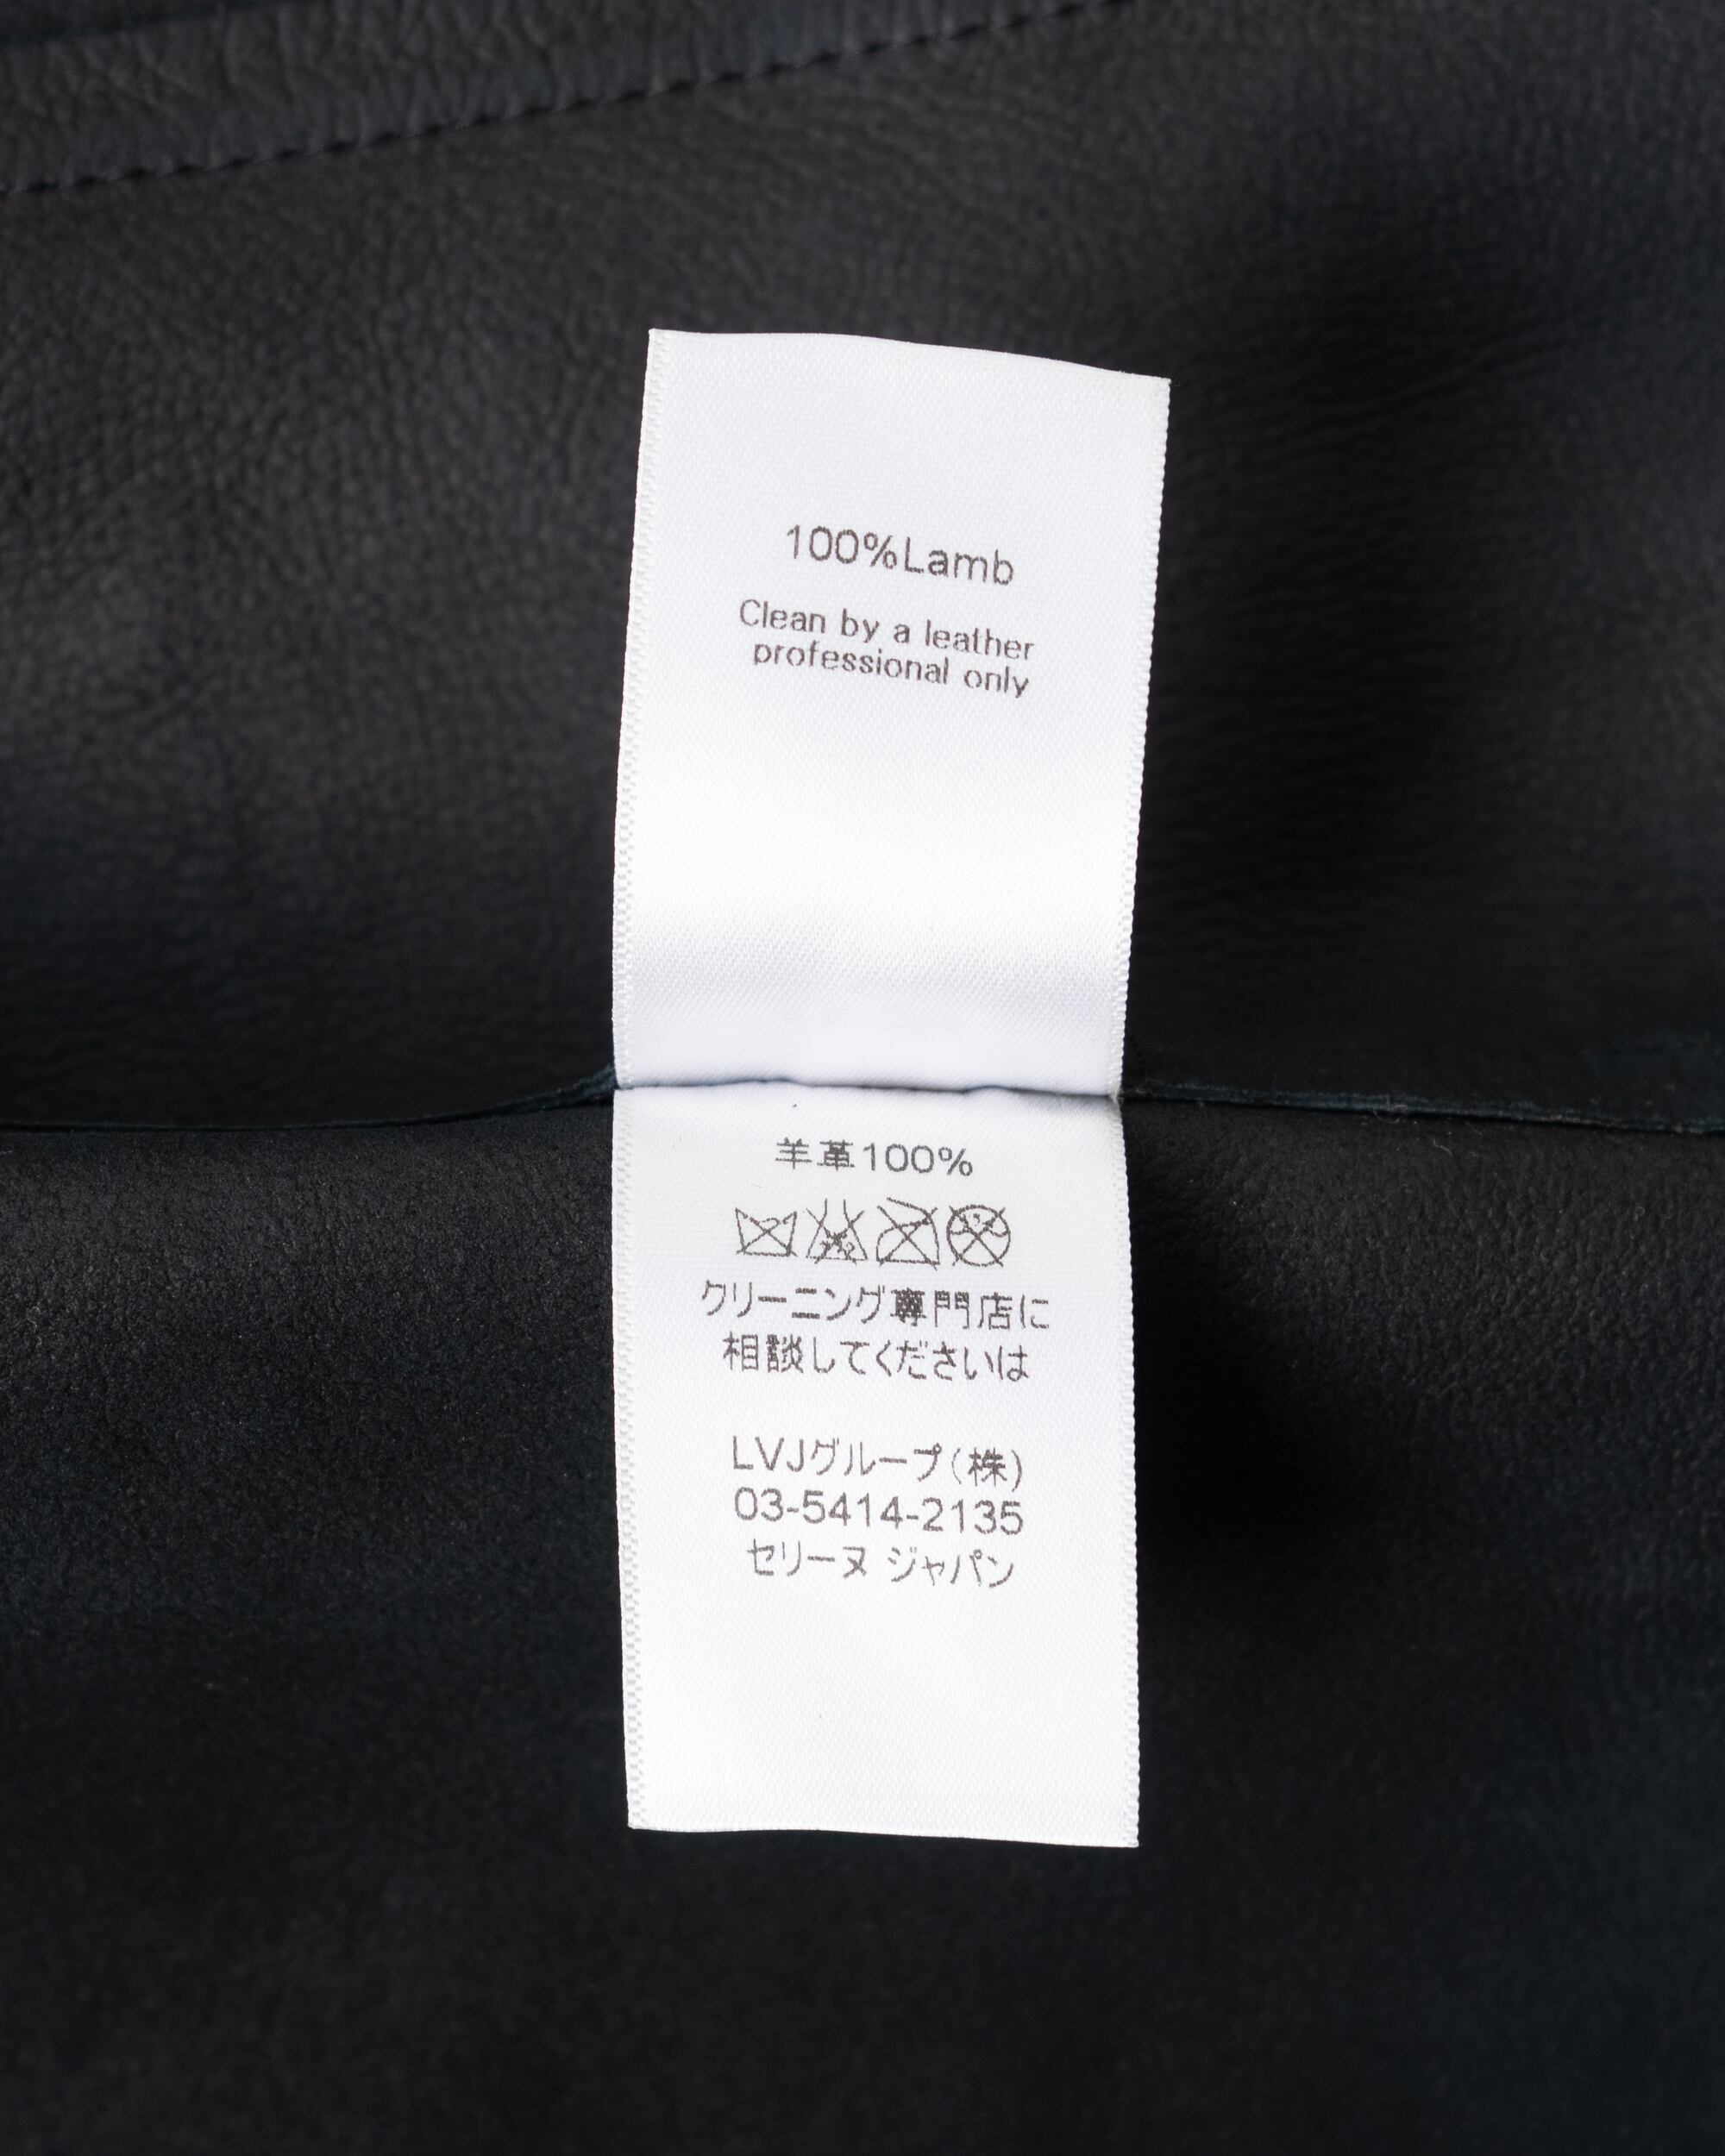 100%Lamb
Clean by a leather
professional only
羊革100%
クリーニング専門店に
相談してくださいは
LVJグループ(株)
03-5414-2135
セリーヌ ジャパン